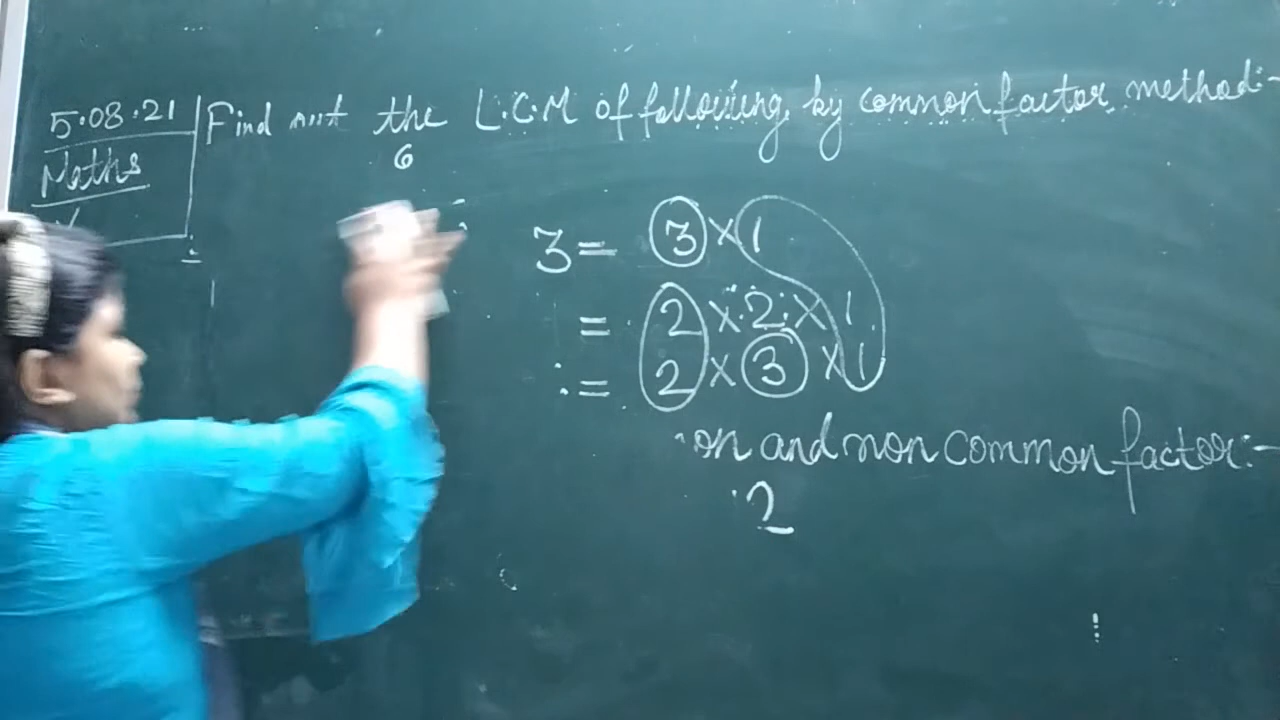 5.08.21
Maths
Find out the L.C.M of following by common factor method:-
6
3 = 3 × 1
= 2 × 2 × 1
= 2 × 3 × 1
on and non common factor:-
2